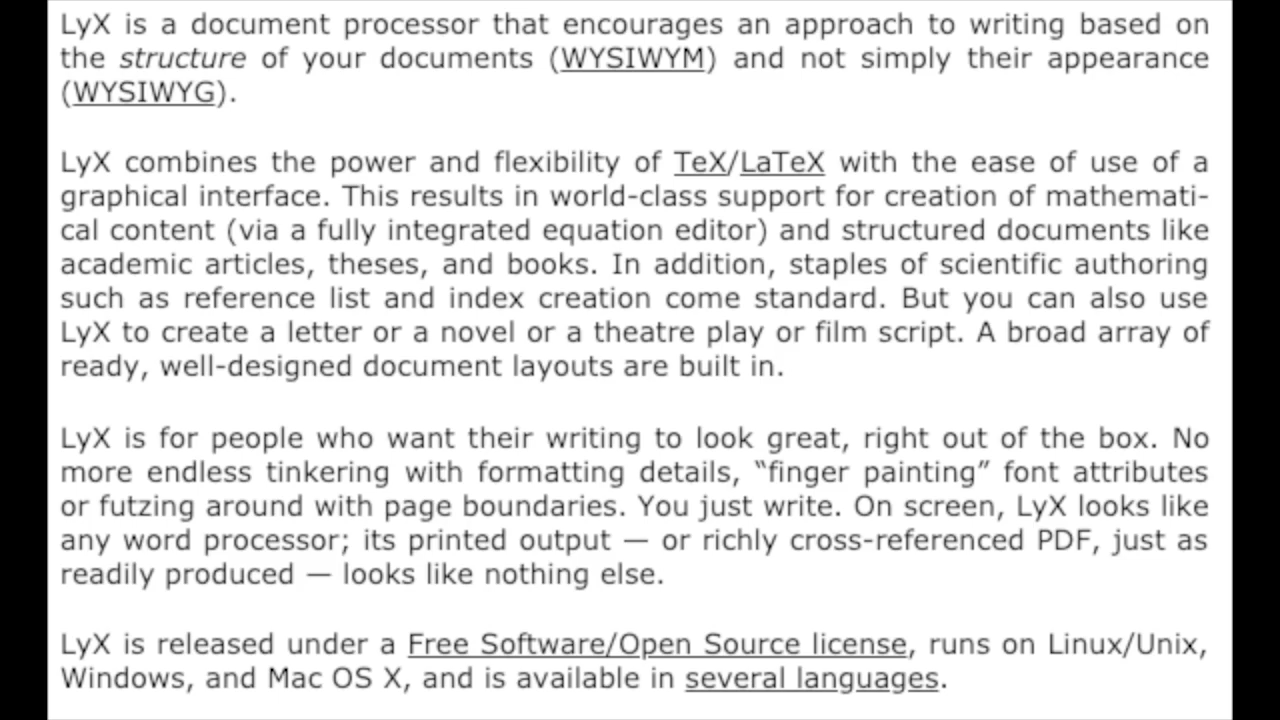 LyX is a document processor that encourages an approach to writing based on
the structure of your documents (WYSIWYM) and not simply their appearance
(WYSIWYG).
LyX combines the power and flexibility of TeX/LaTeX with the ease of use of a
graphical interface. This results in world-class support for creation of mathemati-
cal content (via a fully integrated equation editor) and structured documents like
academic articles, theses, and books. In addition, staples of scientific authoring
such as reference list and index creation come standard. But you can also use
LyX to create a letter or a novel or a theatre play or film script. A broad array of
ready, well-designed document layouts are built in.
LyX is for people who want their writing to look great, right out of the box. No
more endless tinkering with formatting details, “finger painting” font attributes
or futzing around with page boundaries. You just write. On screen, LyX looks like
any word processor; its printed output — or richly cross-referenced PDF, just as
readily produced — looks like nothing else.
LyX is released under a Free Software/Open Source license, runs on Linux/Unix,
Windows, and Mac OS X, and is available in several languages.